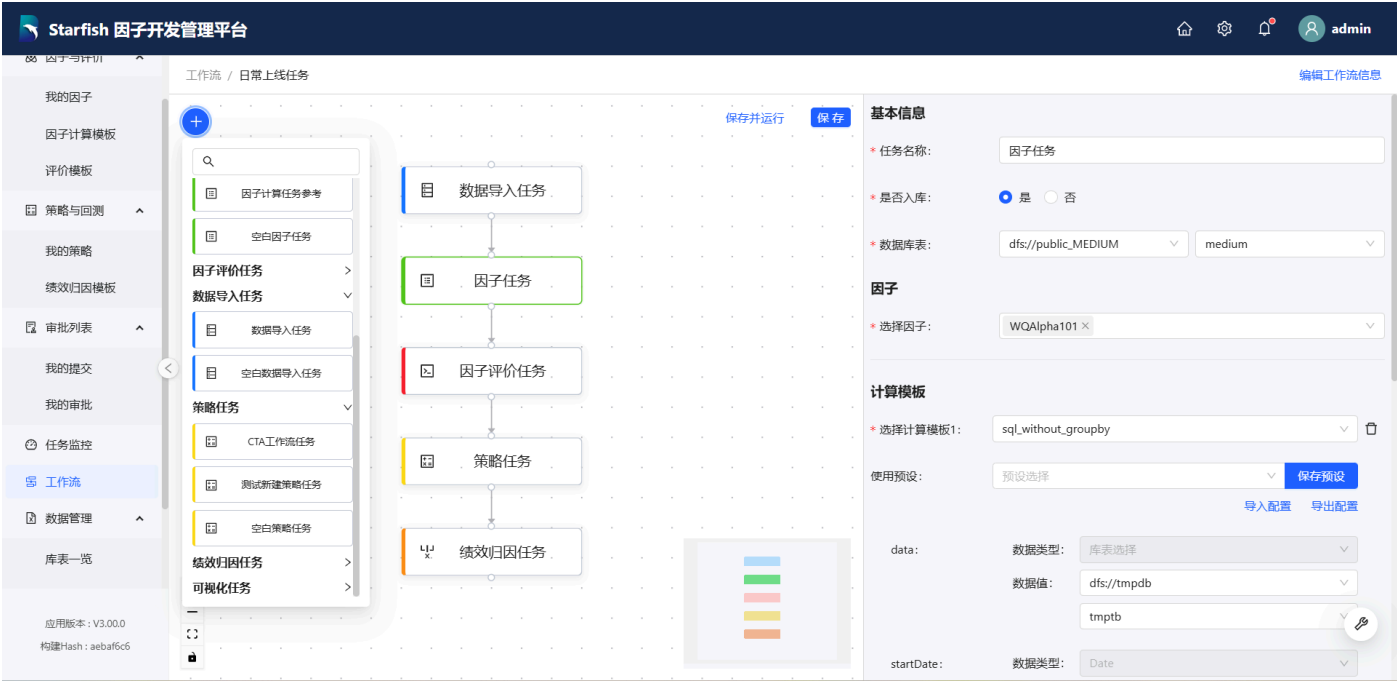 Starfish 因子开发管理平台
admin
因子与评价
我的因子
因子计算模板
评价模板
策略与回测
我的策略
绩效归因模板
审批列表
我的提交
我的审批
任务监控
工作流
数据管理
库表一览
应用版本 : V3.00.0
构建Hash : aebaf6c6
工作流 / 日常上线任务
编辑工作流信息
保存并运行
保 存
因子计算任务参考
空白因子任务
因子评价任务
数据导入任务
数据导入任务
空白数据导入任务
策略任务
CTA工作流任务
测试新建策略任务
空白策略任务
绩效归因任务
可视化任务
数据导入任务
因子任务
因子评价任务
策略任务
绩效归因任务
基本信息
* 任务名称: 因子任务
* 是否入库: 是 否
* 数据库表: dfs://public_MEDIUM medium
因子
* 选择因子: WQAlpha101 ×
计算模板
* 选择计算模板1: sql_without_groupby
使用预设: 预设选择 保存预设
导入配置 导出配置
data: 数据类型: 库表选择
数据值: dfs://tmpdb
tmptb
startDate: 数据类型: Date